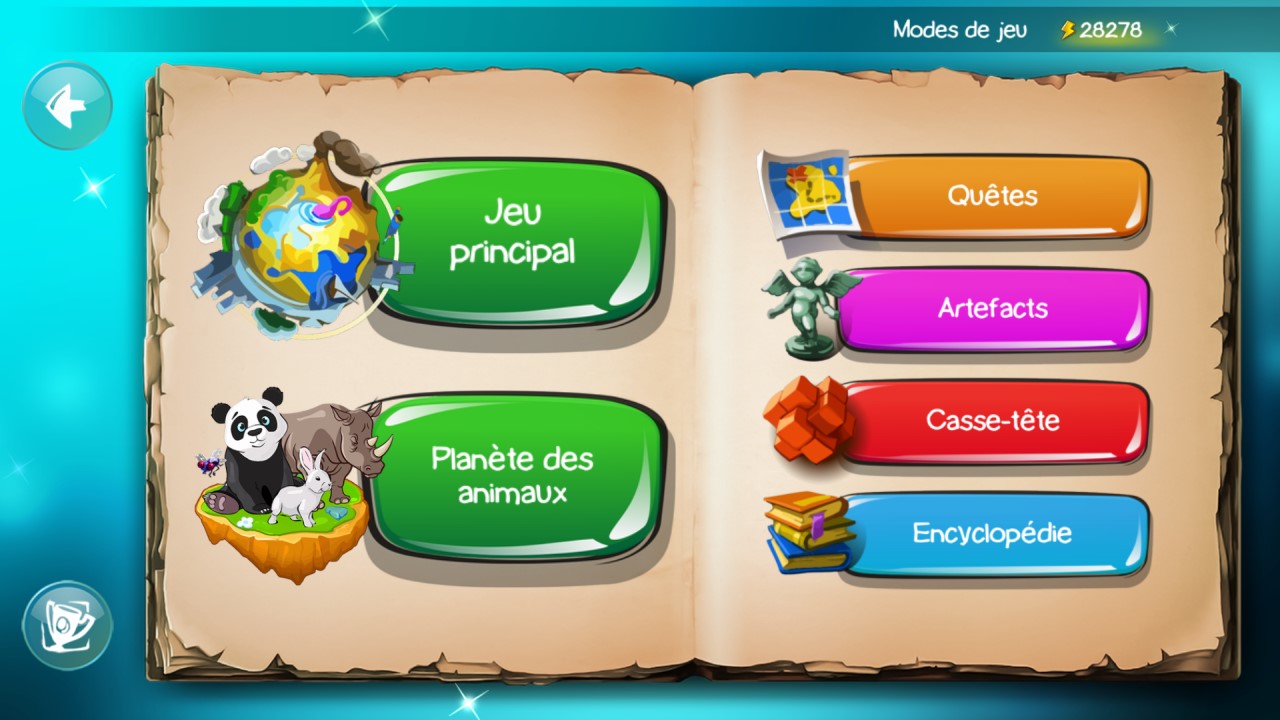 Modes de jeu 28278
Jeu
principal
Planète des
animaux
Quêtes
Artefacts
Casse-tête
Encyclopédie